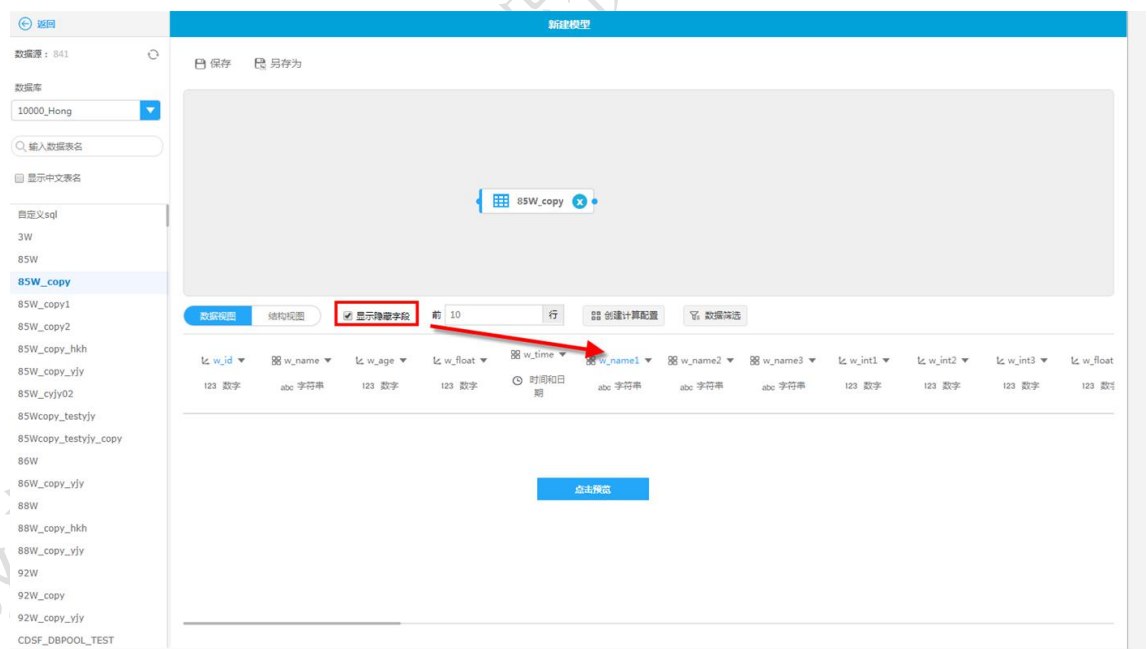 返回
新建模型
数据源：841
保存 另存为
数据库
10000_Hong
输入数据表名
显示中文表名
85W_copy
自定义sql
3W
85W
85W_copy
85W_copy1
85W_copy2
85W_copy_hkh
85W_copy_yjy
85W_cyjy02
85Wcopy_testyjy
85Wcopy_testyjy_copy
86W
86W_copy_yjy
88W
88W_copy_hkh
88W_copy_yjy
92W
92W_copy
92W_copy_yjy
CDSF_DBPOOL_TEST
数据视图 结构视图 显示隐藏字段 前 10 行 创建计算配置 数据筛选
w_id w_name w_age w_float w_time w_name1 w_name2 w_name3 w_int1 w_int2 w_int3 w_float
123 数字 abc 字符串 123 数字 123 数字 时间和日期 abc 字符串 abc 字符串 abc 字符串 123 数字 123 数字 123 数字 123 数字
点击预览